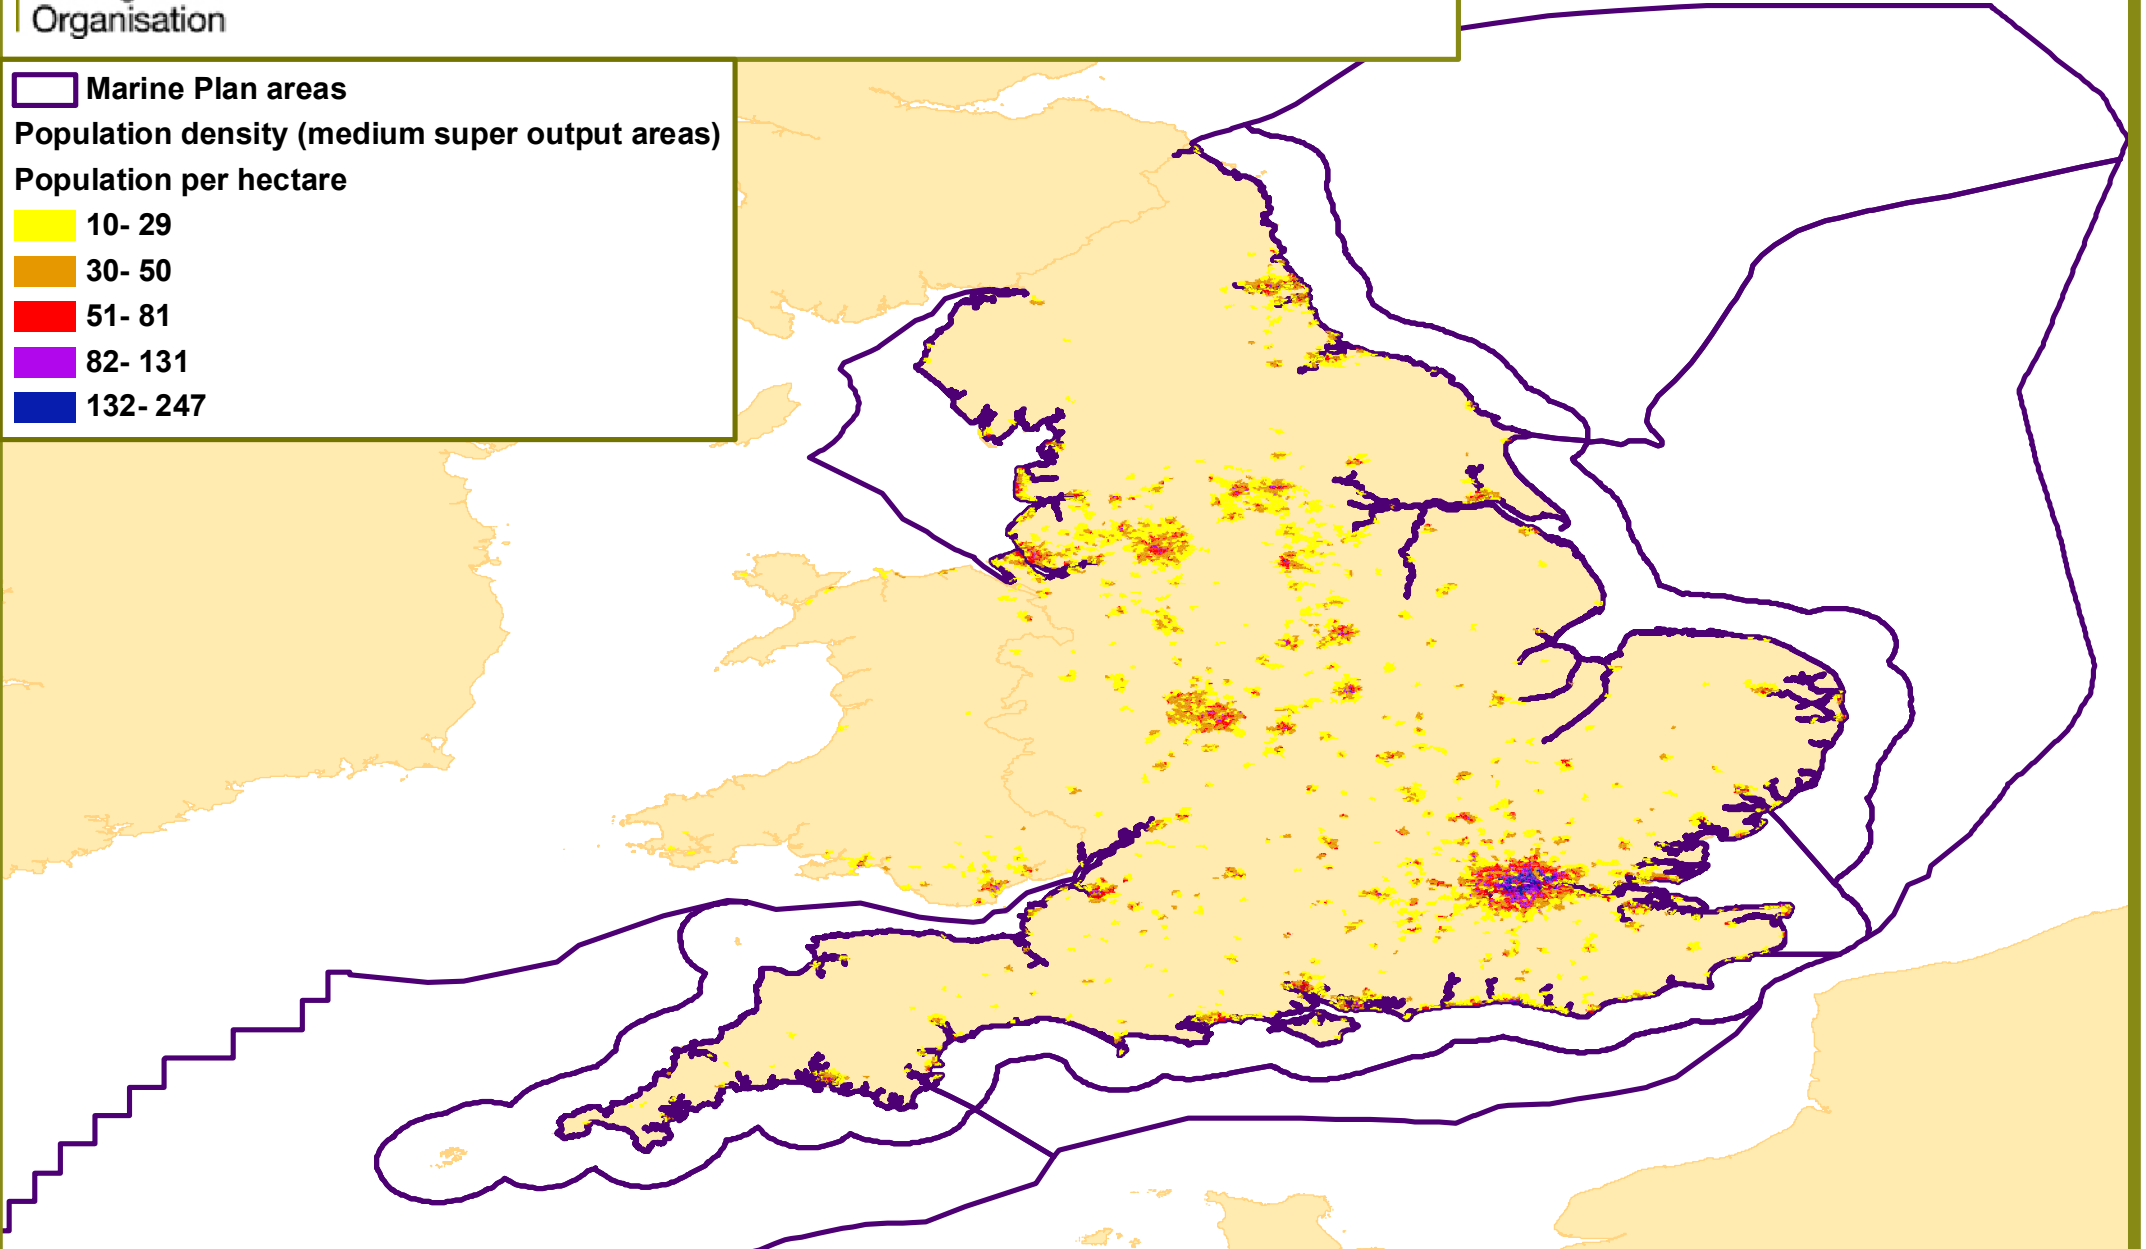 Organisation
Marine Plan areas
Population density (medium super output areas)
Population per hectare
10- 29
30- 50
51- 81
82- 131
132- 247